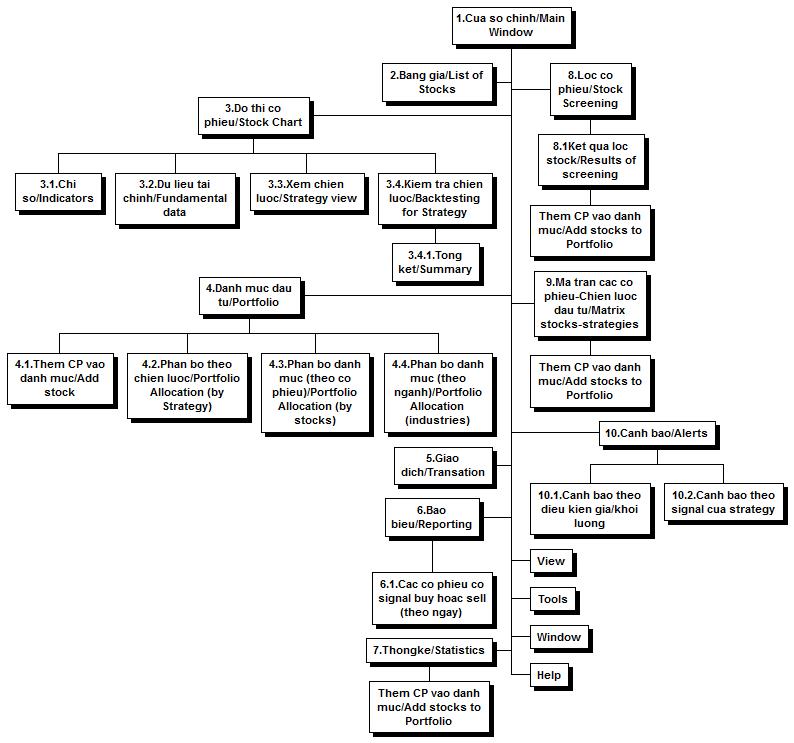 1.Cua so chinh/Main
Window
2.Bang gia/List of
Stocks
8.Loc co
phieu/Stock
Screening
3.Do thi co
phieu/Stock Chart
8.1Ket qua loc
stock/Results of
screening
3.1.Chi
so/Indicators
3.2.Du lieu tai
chinh/Fundamental
data
3.3.Xem chien
luoc/Strategy view
3.4.Kiem tra chien
luoc/Backtesting
for Strategy
Them CP vao danh
muc/Add stocks to
Portfolio
3.4.1.Tong
ket/Summary
4.Danh muc dau
tu/Portfolio
9.Ma tran cac co
phieu-Chien luoc
dau tu/Matrix
stocks-strategies
4.1.Them CP vao
danh muc/Add
stock
4.2.Phan bo theo
chien luoc/Portfolio
Allocation (by
Strategy)
4.3.Phan bo danh
muc (theo co
phieu)/Portfolio
Allocation (by
stocks)
4.4.Phan bo danh
muc (theo
nganh)/Portfolio
Allocation
(industries)
Them CP vao danh
muc/Add stocks to
Portfolio
10.Canh bao/Alerts
5.Giao
dich/Transation
10.1.Canh bao theo
dieu kien gia/khoi
luong
10.2.Canh bao theo
signal cua strategy
6.Bao
bieu/Reporting
View
6.1.Cac co phieu co
signal buy hoac sell
(theo ngay)
Tools
Window
7.Thongke/Statistics
Help
Them CP vao danh
muc/Add stocks to
Portfolio